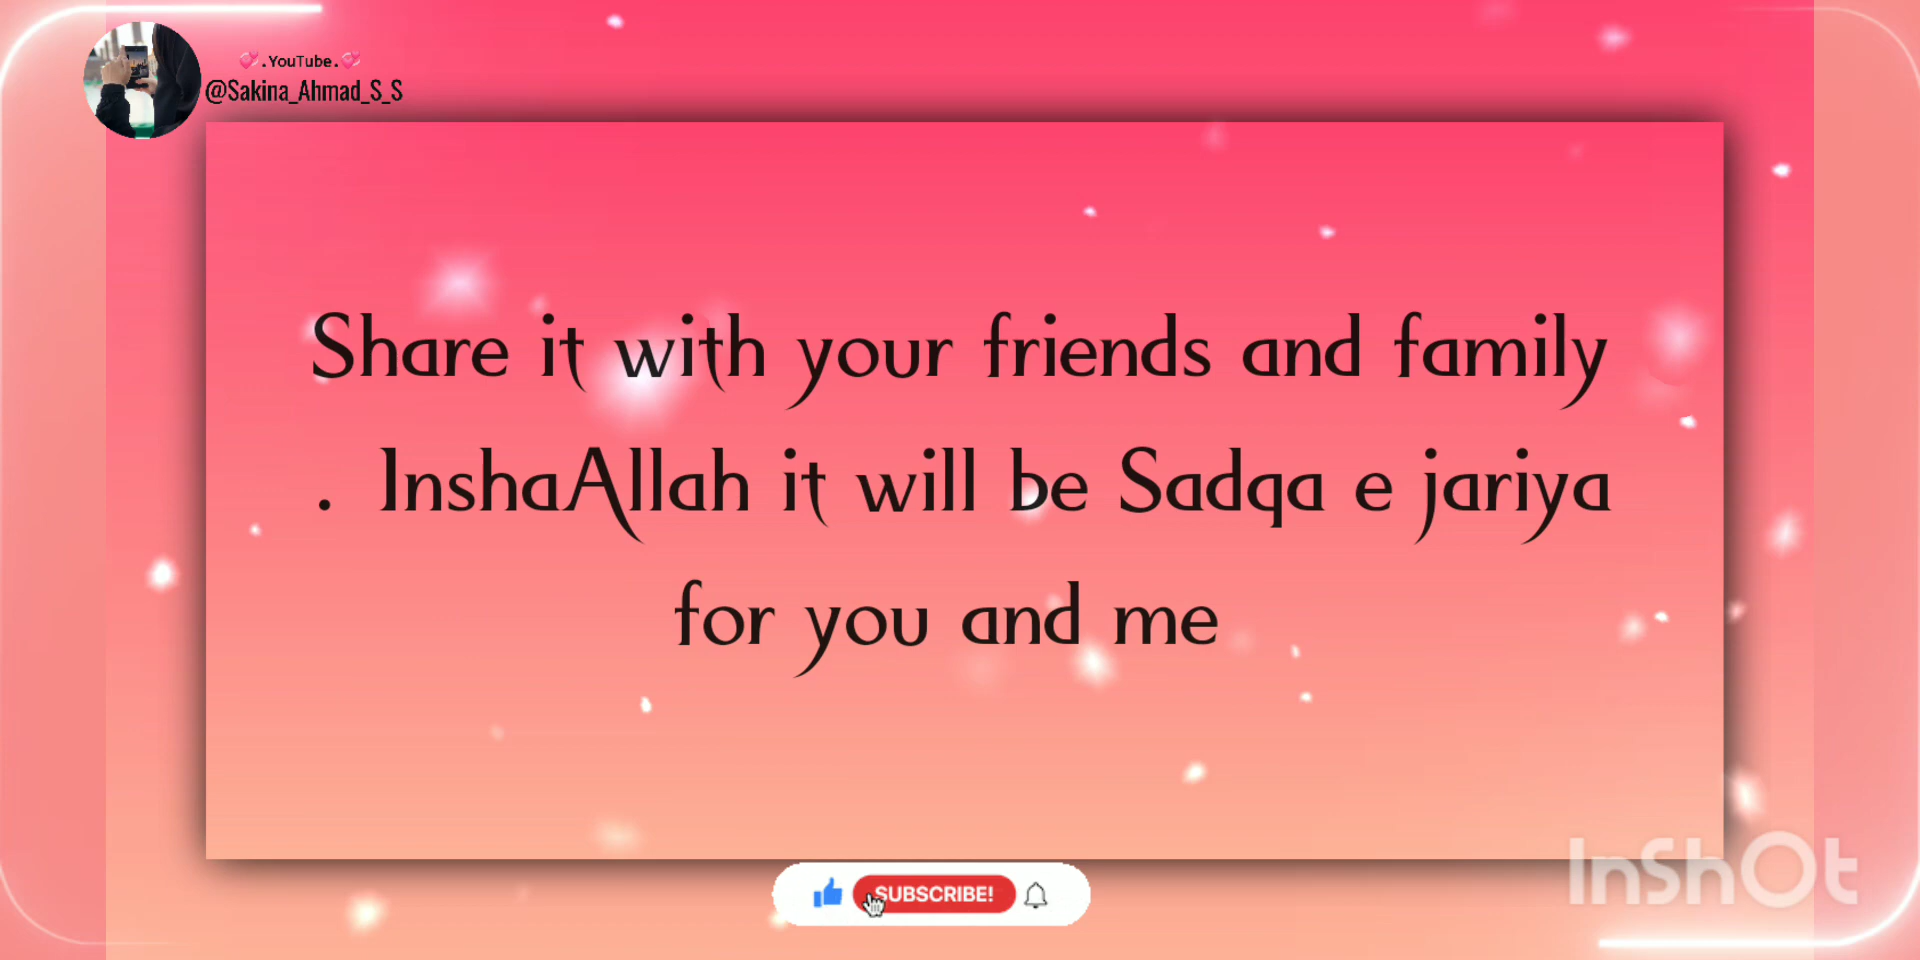 💞.YouTube.💞
@Sakina_Ahmad_S_S
Share it with your friends and family
. InshaAllah it will be Sadqa e jariya
for you and me
SUBSCRIBE!
InShOt